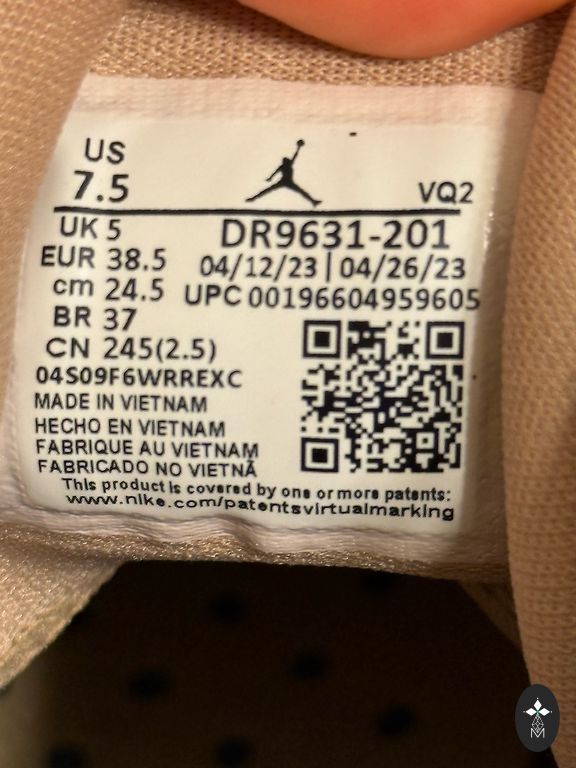 US
7.5
VQ2
UK 5
EUR 38.5
cm 24.5
BR 37
CN 245(2.5)
DR9631-201
04/12/23 | 04/26/23
UPC 00196604959605
04S09F6WRREXC
MADE IN VIETNAM
HECHO EN VIETNAM
FABRIQUE AU VIETNAM
FABRICADO NO VIETNÃ
This product is covered by one or more patents:
www.nike.com/patentsvirtualmarking
M